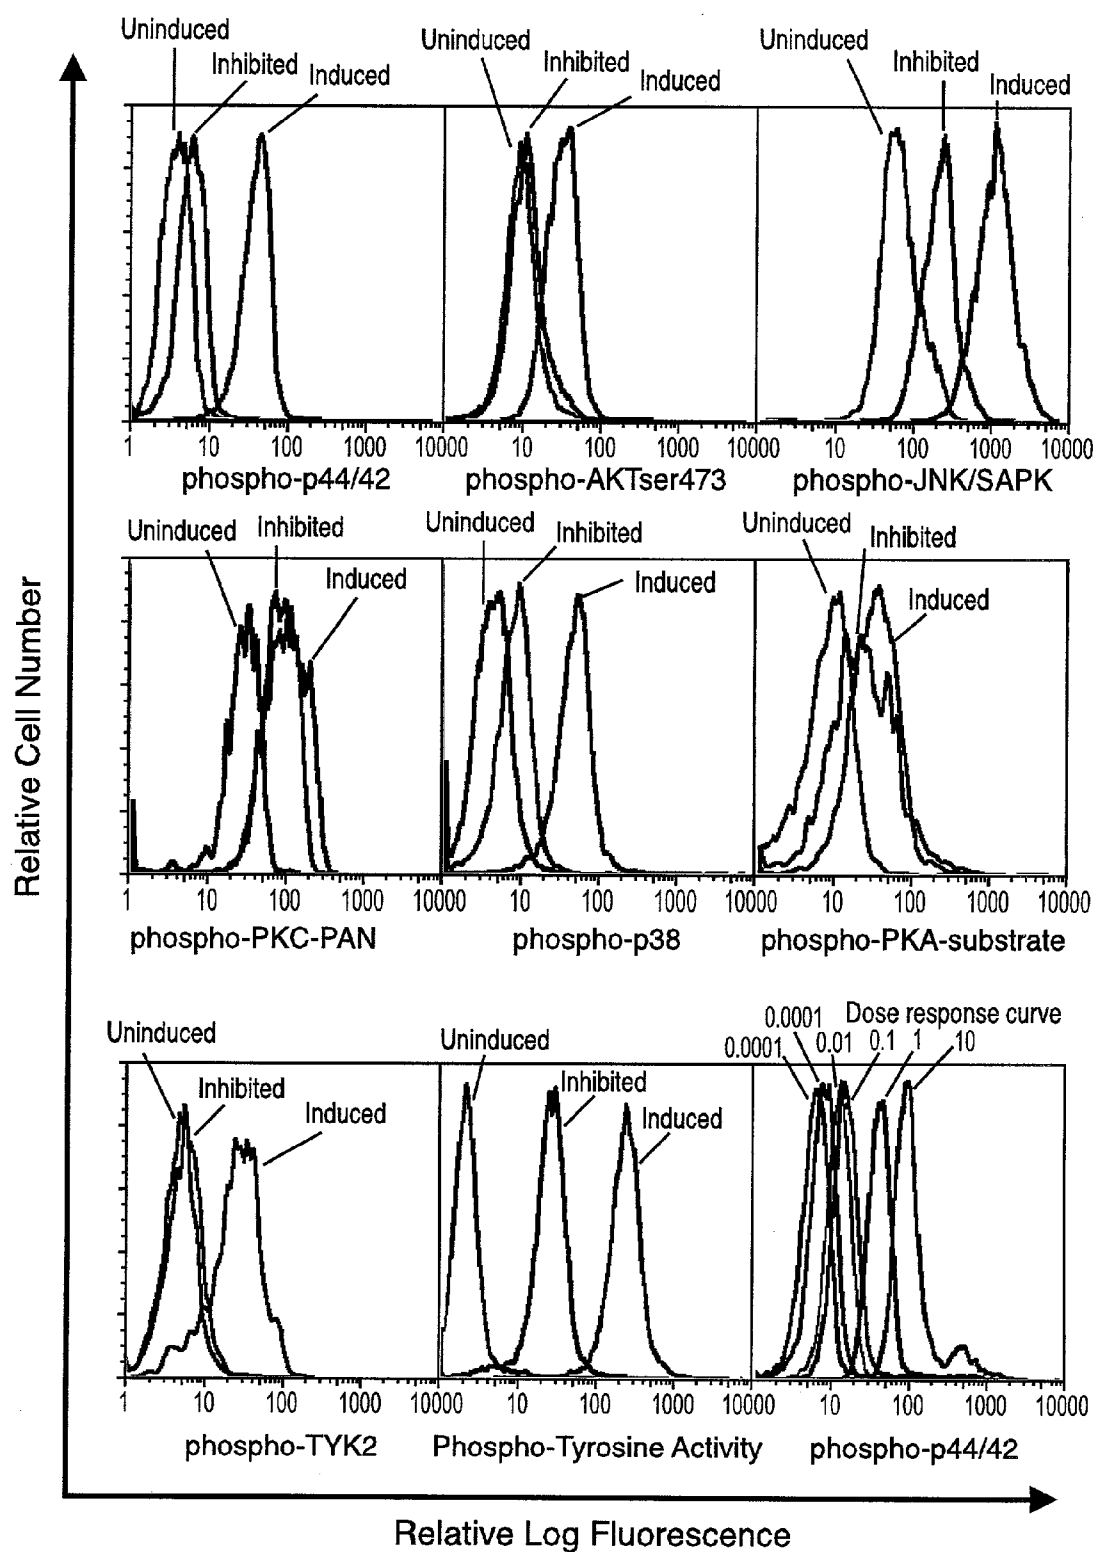 Uninduced
Inhibited
Induced
Uninduced
Inhibited
Induced
Uninduced
Inhibited
Induced
1 10 100 1000 10000 10 100 1000 10000 10 100 1000 10000
phospho-p44/42 phospho-AKTser473 phospho-JNK/SAPK
Uninduced
Inhibited
Induced
Uninduced
Inhibited
Induced
Uninduced
Inhibited
Induced
1 10 100 1000 10000 10 100 1000 10000 10 100 1000 10000
phospho-PKC-PAN phospho-p38 phospho-PKA-substrate
Uninduced
Inhibited
Induced
Uninduced
Inhibited
Induced
Dose response curve
0.0001
0.0001 0.01 0.1 1 10
1 10 100 1000 10000 10 100 1000 10000 10 100 1000 10000
phospho-TYK2 Phospho-Tyrosine Activity phospho-p44/42
Relative Cell Number
Relative Log Fluorescence